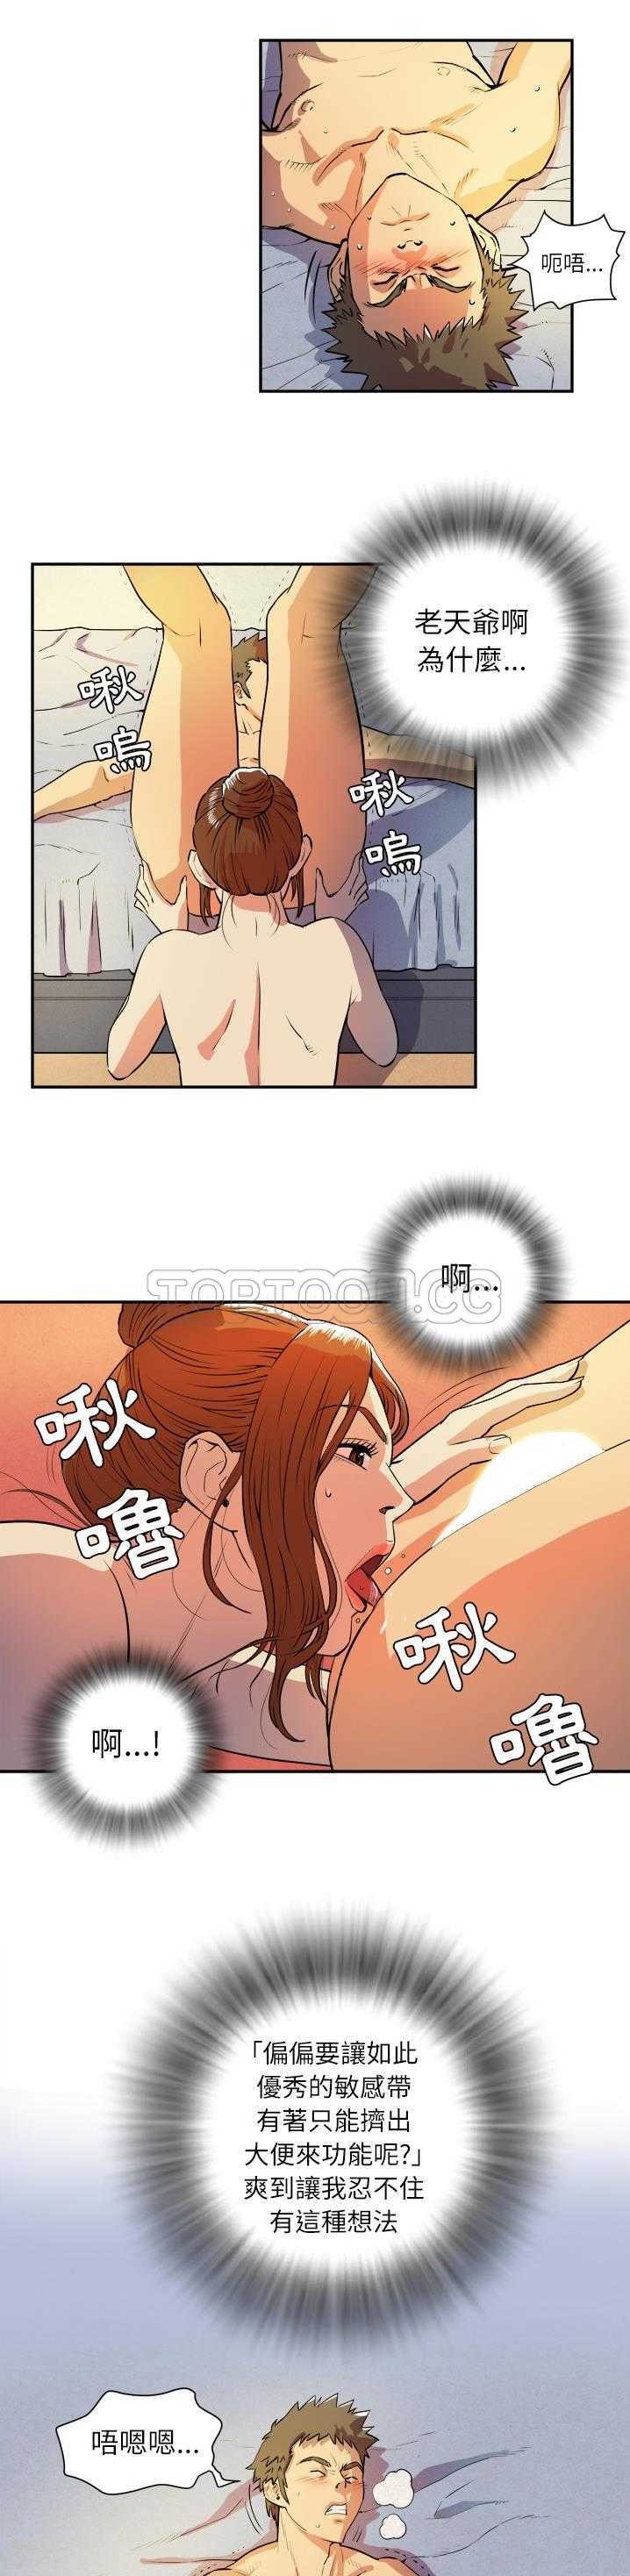 呃唔...
老天爺啊
為什麼...
啾
嗚
啾
嗚
啊...
TOPTOON.CC
啾
嚕
啾
嚕
啊...!
「偏偏要讓如此
優秀的敏感帶
有著只能擠出
大便來功能呢?」
爽到讓我忍不住
有這種想法
唔嗯嗯...